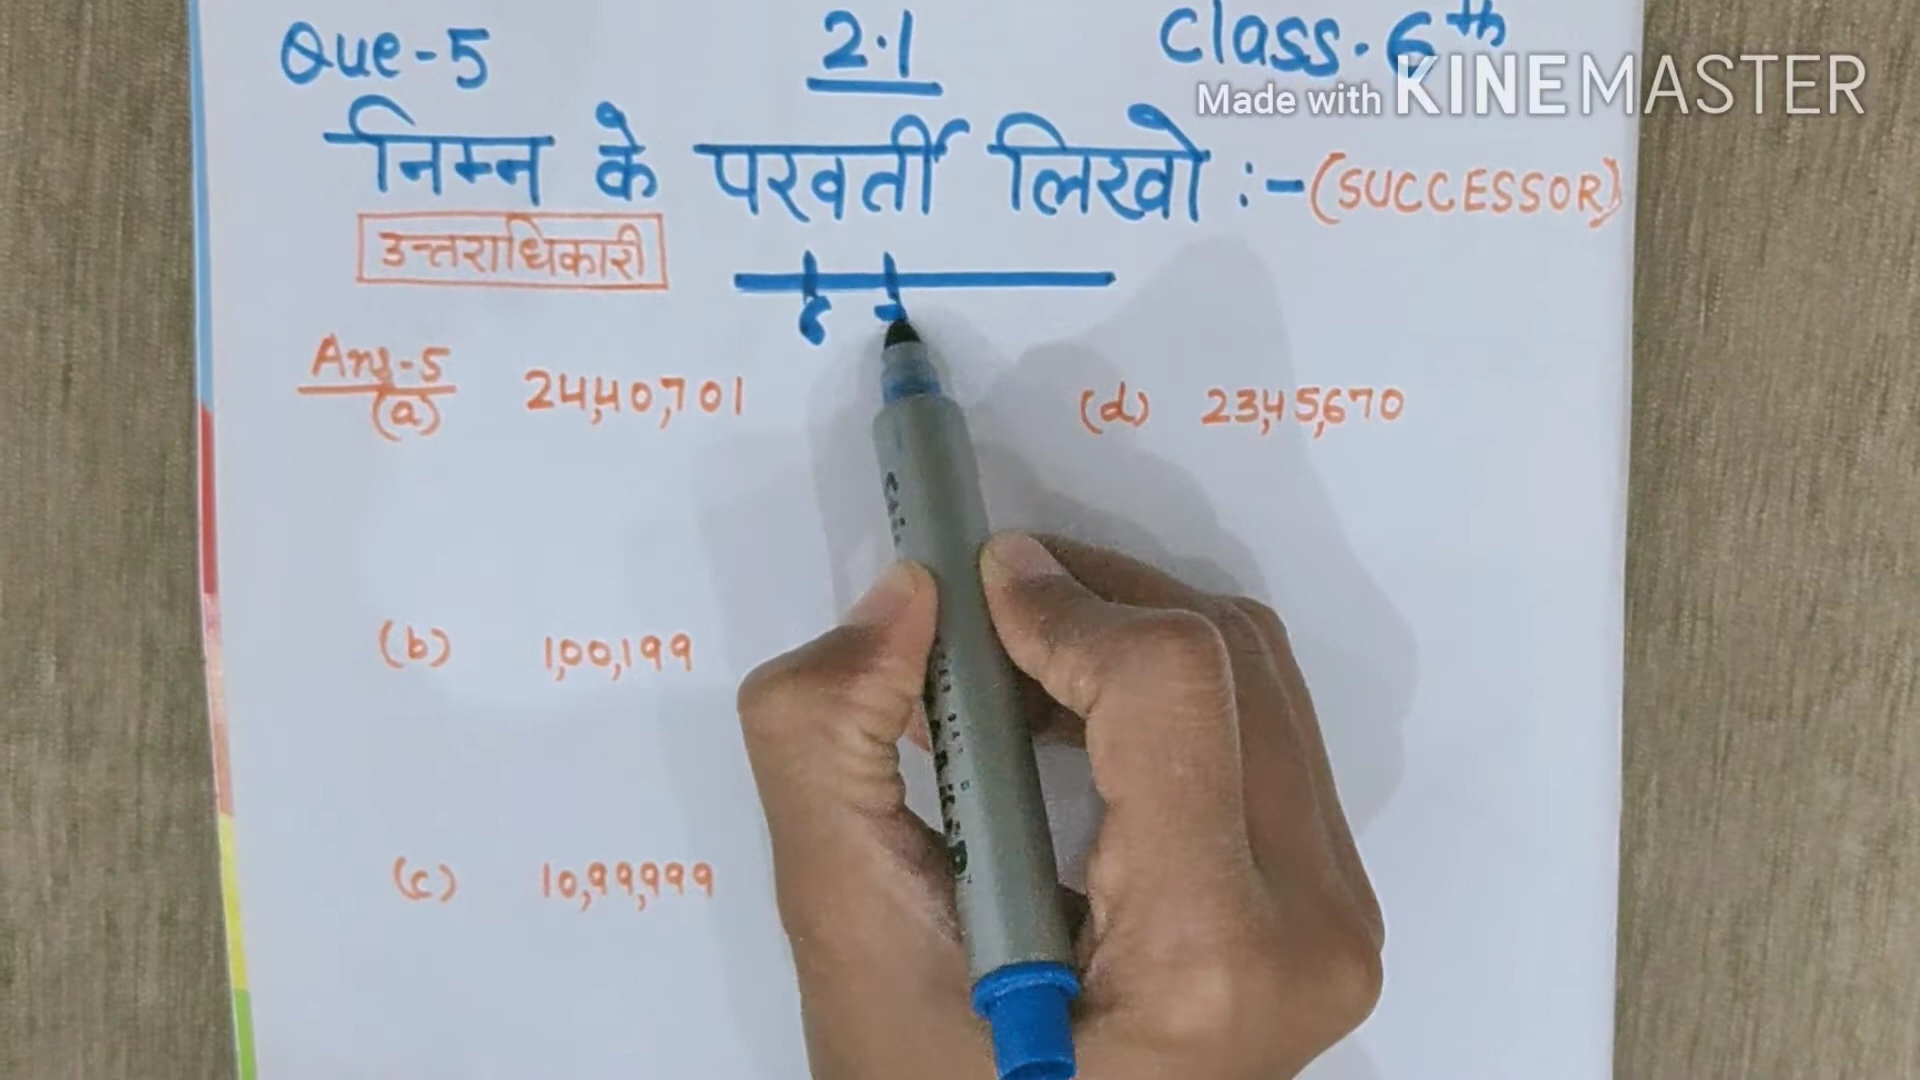 Que-5 2.1 Class. 6th
Made with KINEMASTER
निम्न के परवर्ती लिखो :- (SUCCESSOR)
उत्तराधिकारी
Ans-5
(a) 24,40,701 (d) 23,45,670
(b) 1,00,199
(c) 10,99,999